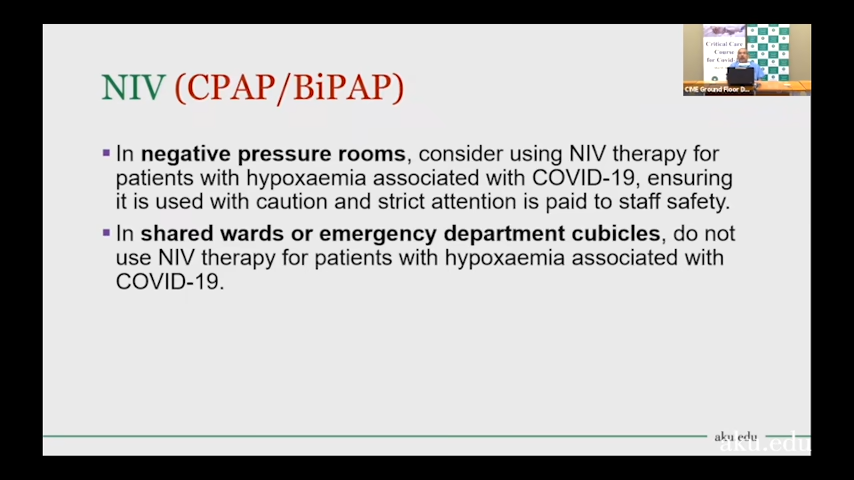 NIV (CPAP/BiPAP)
Critical Care
Course
for Covid
CIME Ground Floor D...
In negative pressure rooms, consider using NIV therapy for
patients with hypoxaemia associated with COVID-19, ensuring
it is used with caution and strict attention is paid to staff safety.
In shared wards or emergency department cubicles, do not
use NIV therapy for patients with hypoxaemia associated with
COVID-19.
aku.edu
aku.edu